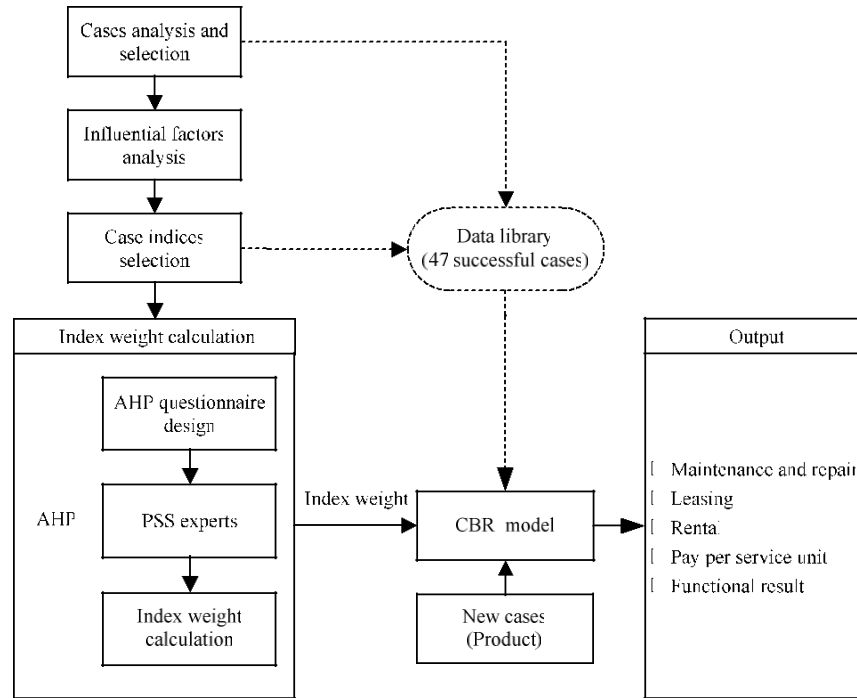 Cases analysis and
selection
Influential factors
analysis
Case indices
selection
Data library
(47 successful cases)
Index weight calculation
AHP questionnaire
design
AHP
PSS experts
Index weight
calculation
Index weight
CBR model
New cases
(Product)
Output
Maintenance and repair
Leasing
Rental
Pay per service unit
Functional result